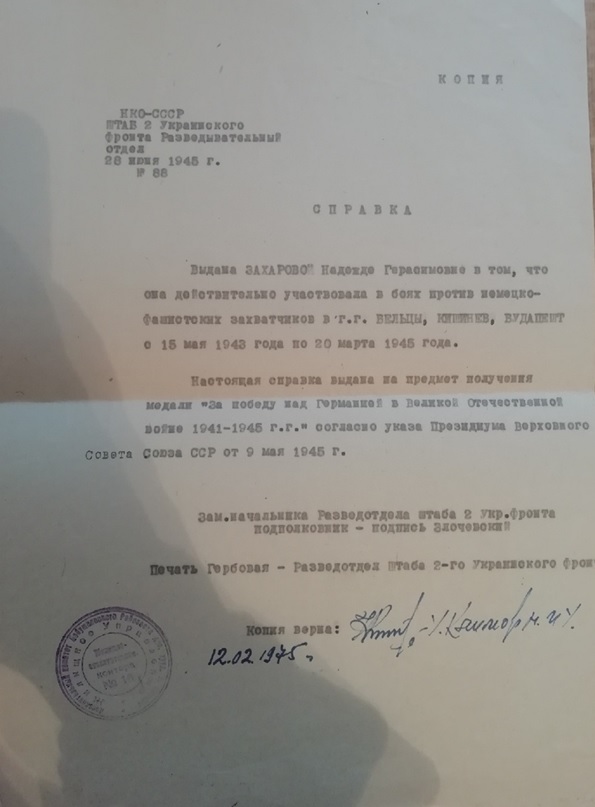 К О П И Я
НКО-СССР
ШТАБ 2 Украинского
фронта Разведывательный
отдел
28 июня 1945 г.
№ 88
С П Р А В К А
Выдана ЗАХАРОВОЙ Надежде Герасимовне в том, что
она действительно участвовала в боях против немецко-
фашистских захватчиков в г.г. БЕЛЬЦЫ, КИШИНЕВ, БУДАПЕШТ
с 15 мая 1943 года по 20 марта 1945 года.
Настоящая справка выдана на предмет получения
медали "За победу над Германией в Великой Отечественной
войне 1941-1945 г.г." согласно указа Президиума Верховного
Совета Союза ССР от 9 мая 1945 г.
Зам.начальника Разведотдела штаба 2 Укр.фронта
подполковник - подпись Злочевский
Печать Гербовая - Разведотдел Штаба 2-го Украинского фрон
Копия верна:
12.02.1975г.